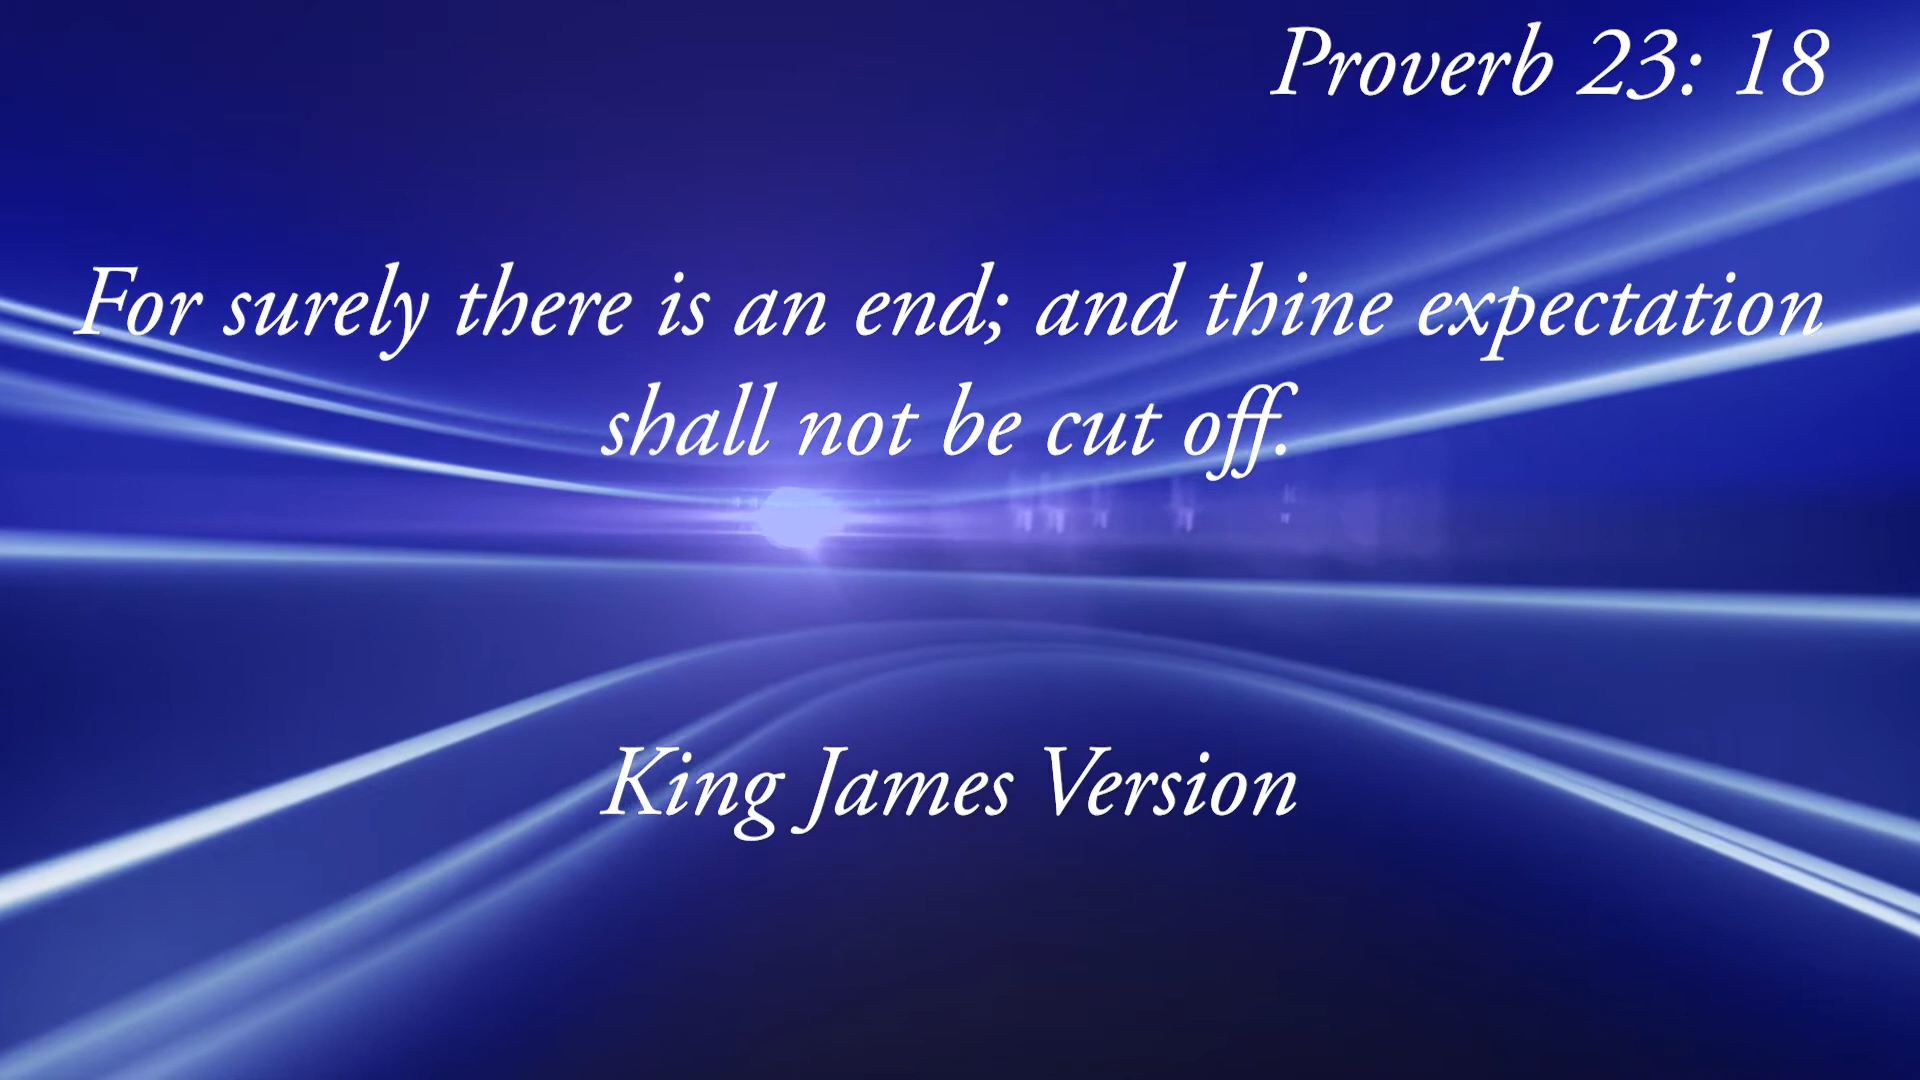 Proverb 23: 18
For surely there is an end; and thine expectation
shall not be cut off.
King James Version